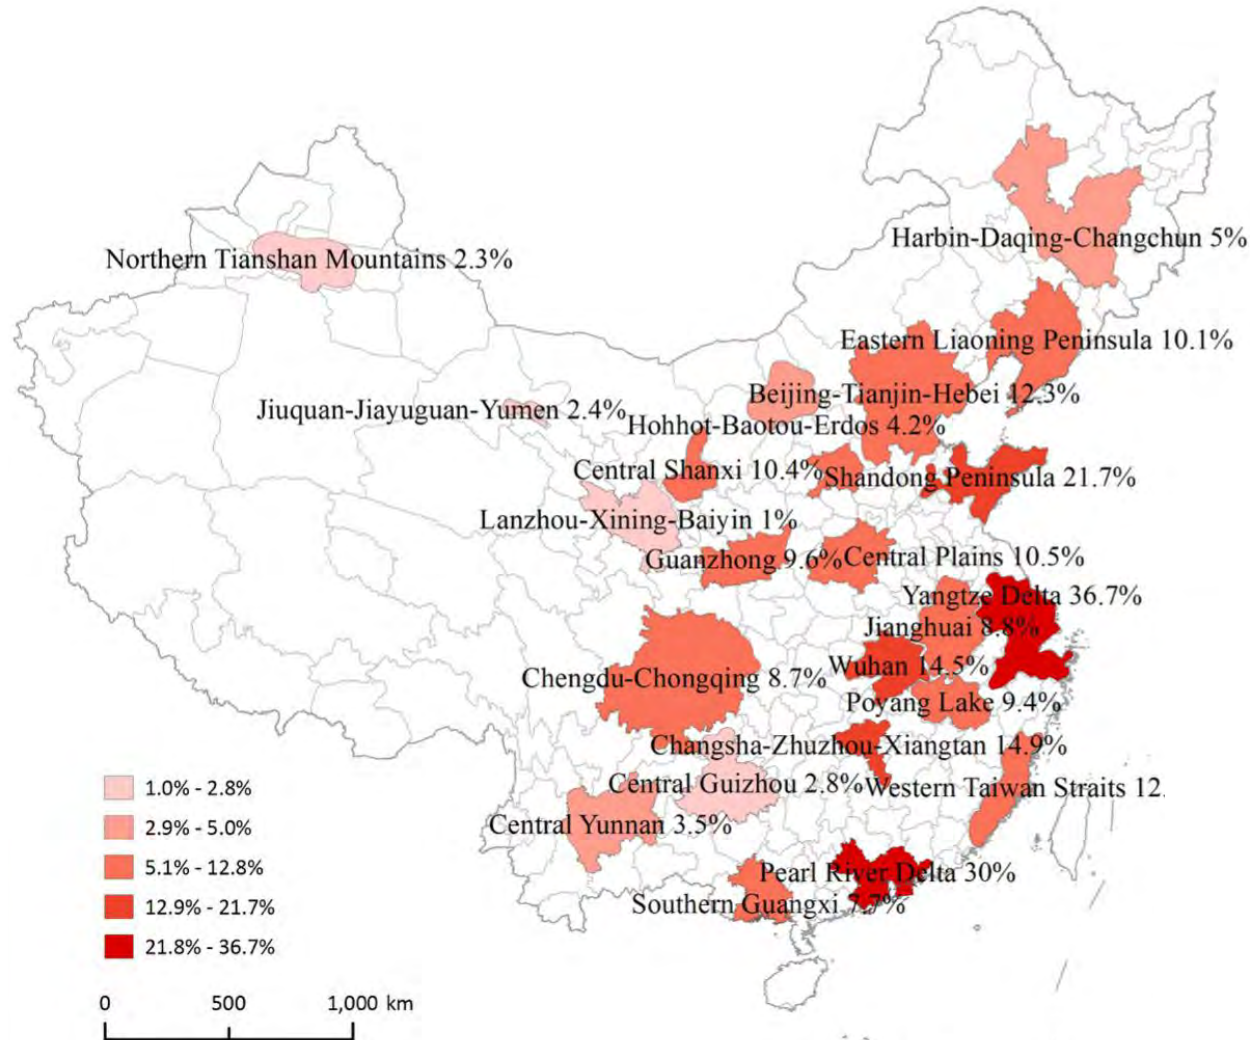 Harbin-Daqing-Changchun 5%
Northern Tianshan Mountains 2.3%
Eastern Liaoning Peninsula 10.1%
Beijing-Tianjin-Hebei 12.3%
Jiuquan-Jiayuguan-Yumen 2.4%
Hohhot-Baotou-Erdos 4.2%
Central Shanxi 10.4%
Shandong Peninsula 21.7%
Lanzhou-Xining-Baiyin 1%
Guanzhong 9.6%
Central Plains 10.5%
Yangtze Delta 36.7%
Jianghuai 8.8%
Wuhan 14.5%
Chengdu-Chongqing 8.7%
Poyang Lake 9.4%
Changsha-Zhuzhou-Xiangtan 14.9%
Central Guizhou 2.8%
Western Taiwan Straits 12.
Central Yunnan 3.5%
Pearl River Delta 30%
Southern Guangxi 7.7%
1.0% - 2.8%
2.9% - 5.0%
5.1% - 12.8%
12.9% - 21.7%
21.8% - 36.7%
0 500 1,000 km